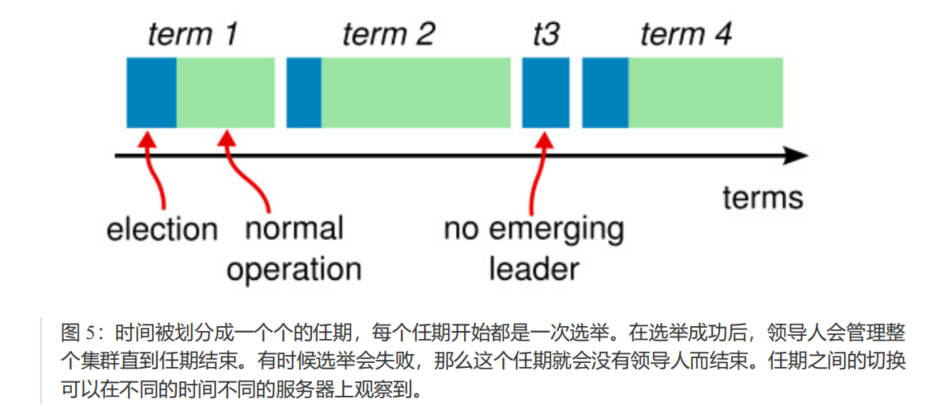 term 1 term 2 t3 term 4
terms
election normal operation no emerging leader
图 5：时间被划分成一个个的任期，每个任期开始都是一次选举。在选举成功后，领导人会管理整
个集群直到任期结束。有时候选举会失败，那么这个任期就会没有领导人而结束。任期之间的切换
可以在不同的时间不同的服务器上观察到。